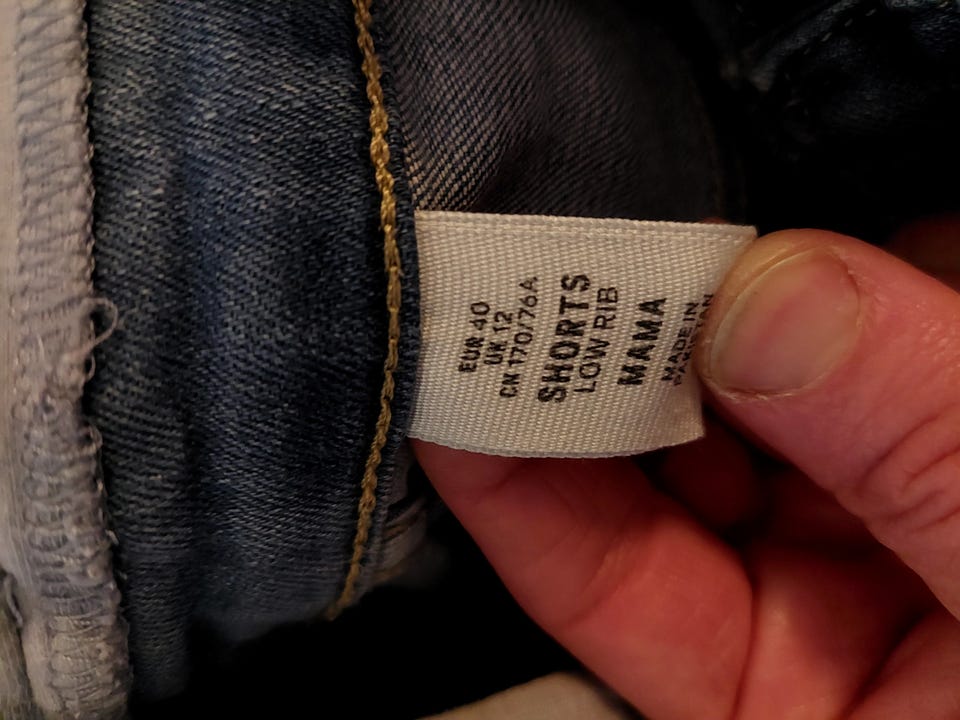 EUR 40
UK 12
CN 170/76A
SHORTS
LOW RIB
MAMA
MADE IN
PAKISTAN